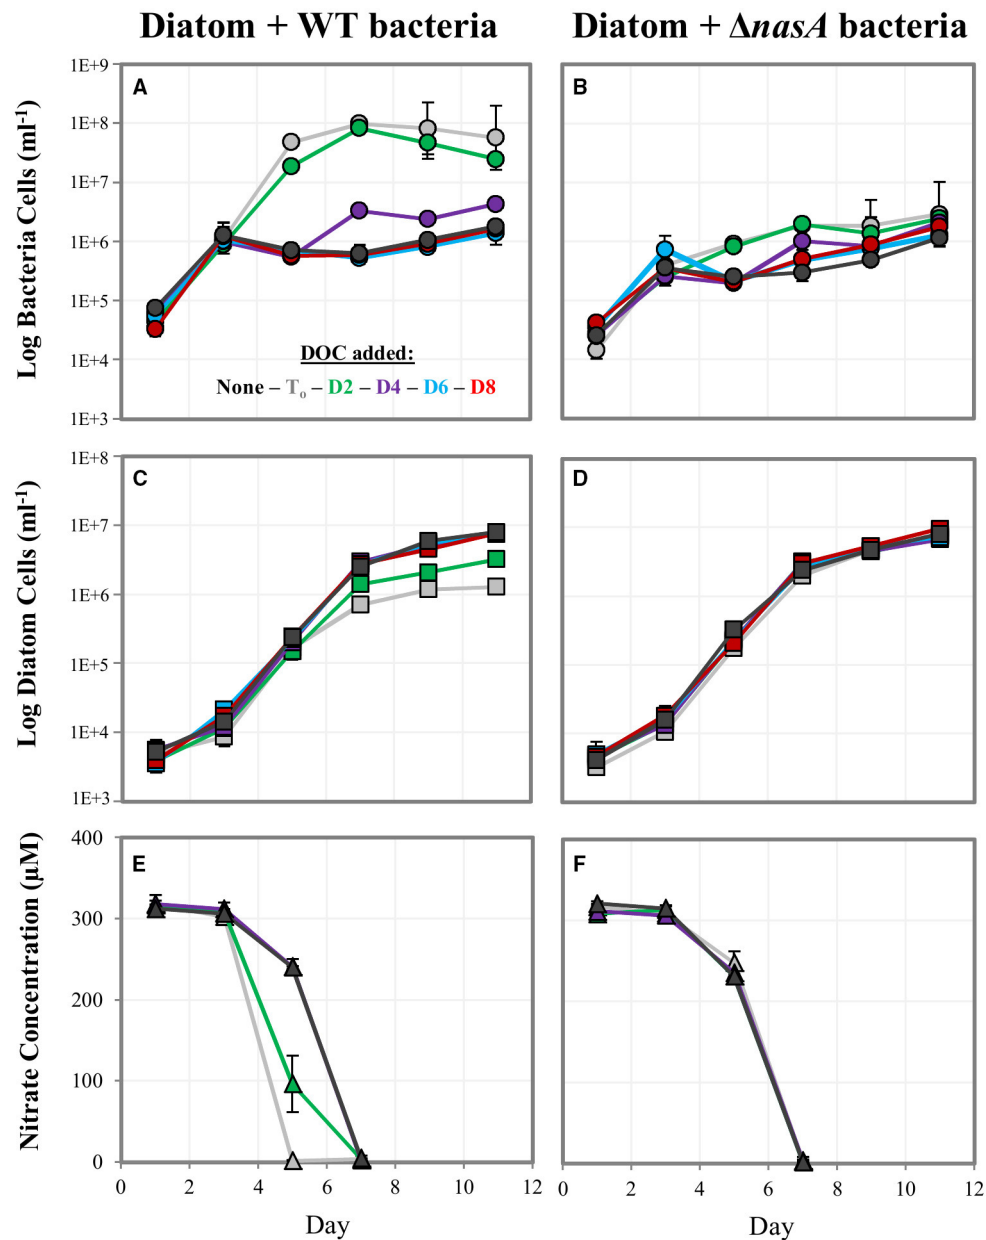 Diatom + WT bacteria
Diatom + ΔnasA bacteria
Log Bacteria Cells (ml-1)
1E+9
1E+8
1E+7
1E+6
1E+5
1E+4
1E+3
A
DOC added:
None – To – D2 – D4 – D6 – D8
B
Log Diatom Cells (ml-1)
1E+8
1E+7
1E+6
1E+5
1E+4
1E+3
C
D
Nitrate Concentration (µM)
400
300
200
100
0
E
F
0 2 4 6 8 10 12
0 2 4 6 8 10 12
Day
Day